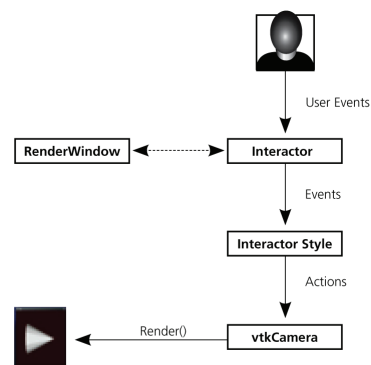 User Events
RenderWindow
Interactor
Events
Interactor Style
Actions
Render()
vtkCamera